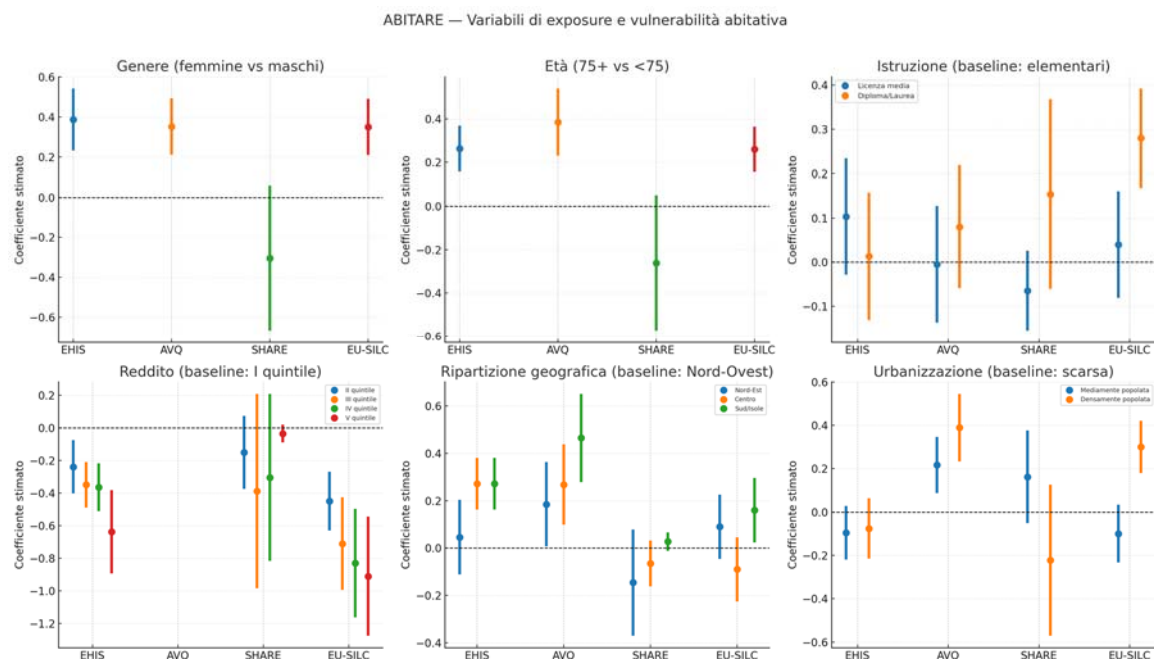 ABITARE — Variabili di exposure e vulnerabilità abitativa
Genere (femmine vs maschi)
Coefficiente stimato
0.6
0.4
0.2
0.0
−0.2
−0.4
−0.6
EHIS
AVQ
SHARE
EU-SILC
Età (75+ vs <75)
Coefficiente stimato
0.4
0.2
0.0
−0.2
−0.4
−0.6
EHIS
AVQ
SHARE
EU-SILC
Istruzione (baseline: elementari)
Licenza media
Diploma/Laurea
Coefficiente stimato
0.4
0.3
0.2
0.1
0.0
−0.1
EHIS
AVQ
SHARE
EU-SILC
Reddito (baseline: I quintile)
II quintile
III quintile
IV quintile
V quintile
Coefficiente stimato
0.0
−0.2
−0.4
−0.6
−0.8
−1.0
−1.2
EHIS
AVQ
SHARE
EU-SILC
Ripartizione geografica (baseline: Nord-Ovest)
Nord-Est
Centro
Sud/Isole
Coefficiente stimato
0.6
0.4
0.2
0.0
−0.2
−0.4
EHIS
AVQ
SHARE
EU-SILC
Urbanizzazione (baseline: scarsa)
Mediamente popolata
Densamente popolata
Coefficiente stimato
0.6
0.4
0.2
0.0
−0.2
−0.4
−0.6
EHIS
AVQ
SHARE
EU-SILC